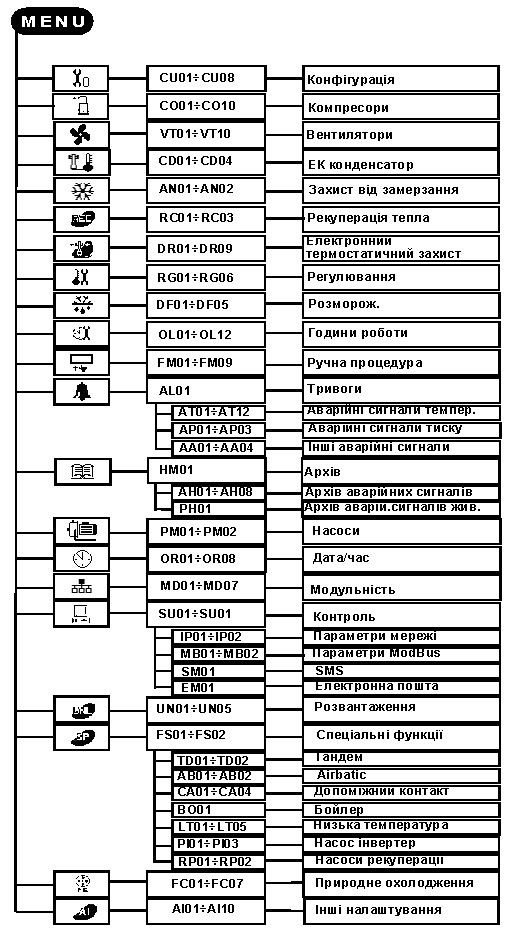 MENU
CU01÷CU08 Конфігурація
CO01÷CO10 Компресори
VT01÷VT10 Вентилятори
CD01÷CD04 ЕК конденсатор
AN01÷AN02 Захист від замерзання
RC01÷RC03 Рекуперація тепла
DR01÷DR09 Електронний
термостатичний захист
RG01÷RG06 Регулювання
DF01÷DF05 Розморож.
OL01÷OL12 Години роботи
FM01÷FM09 Ручна процедура
AL01 Тривоги
AT01÷AT12 Аварійні сигнали темпер.
AP01÷AP03 Аварійні сигнали тиску
AA01÷AA04 Інші аварійні сигнали
HM01 Архів
AH01÷AH08 Архів аварійних сигналів
PH01 Архів аварій.сигналів жив.
PM01÷PM02 Насоси
OR01÷OR08 Дата/час
MD01÷MD07 Модульність
SU01÷SU01 Контроль
IP01÷IP02 Параметри мережі
MB01÷MB02 Параметри ModBus
SM01 SMS
EM01 Електронна пошта
UN01÷UN05 Розвантаження
FS01÷FS02 Спеціальні функції
TD01÷TD02 Тандем
AB01÷AB02 Airbatic
CA01÷CA04 Допоміжний контакт
BO01 Бойлер
LT01÷LT05 Низька температура
PI01÷PI03 Насос інвертер
RP01÷RP02 Насоси рекуперації
FC01÷FC07 Природне охолодження
AI01÷AI10 Інші налаштування